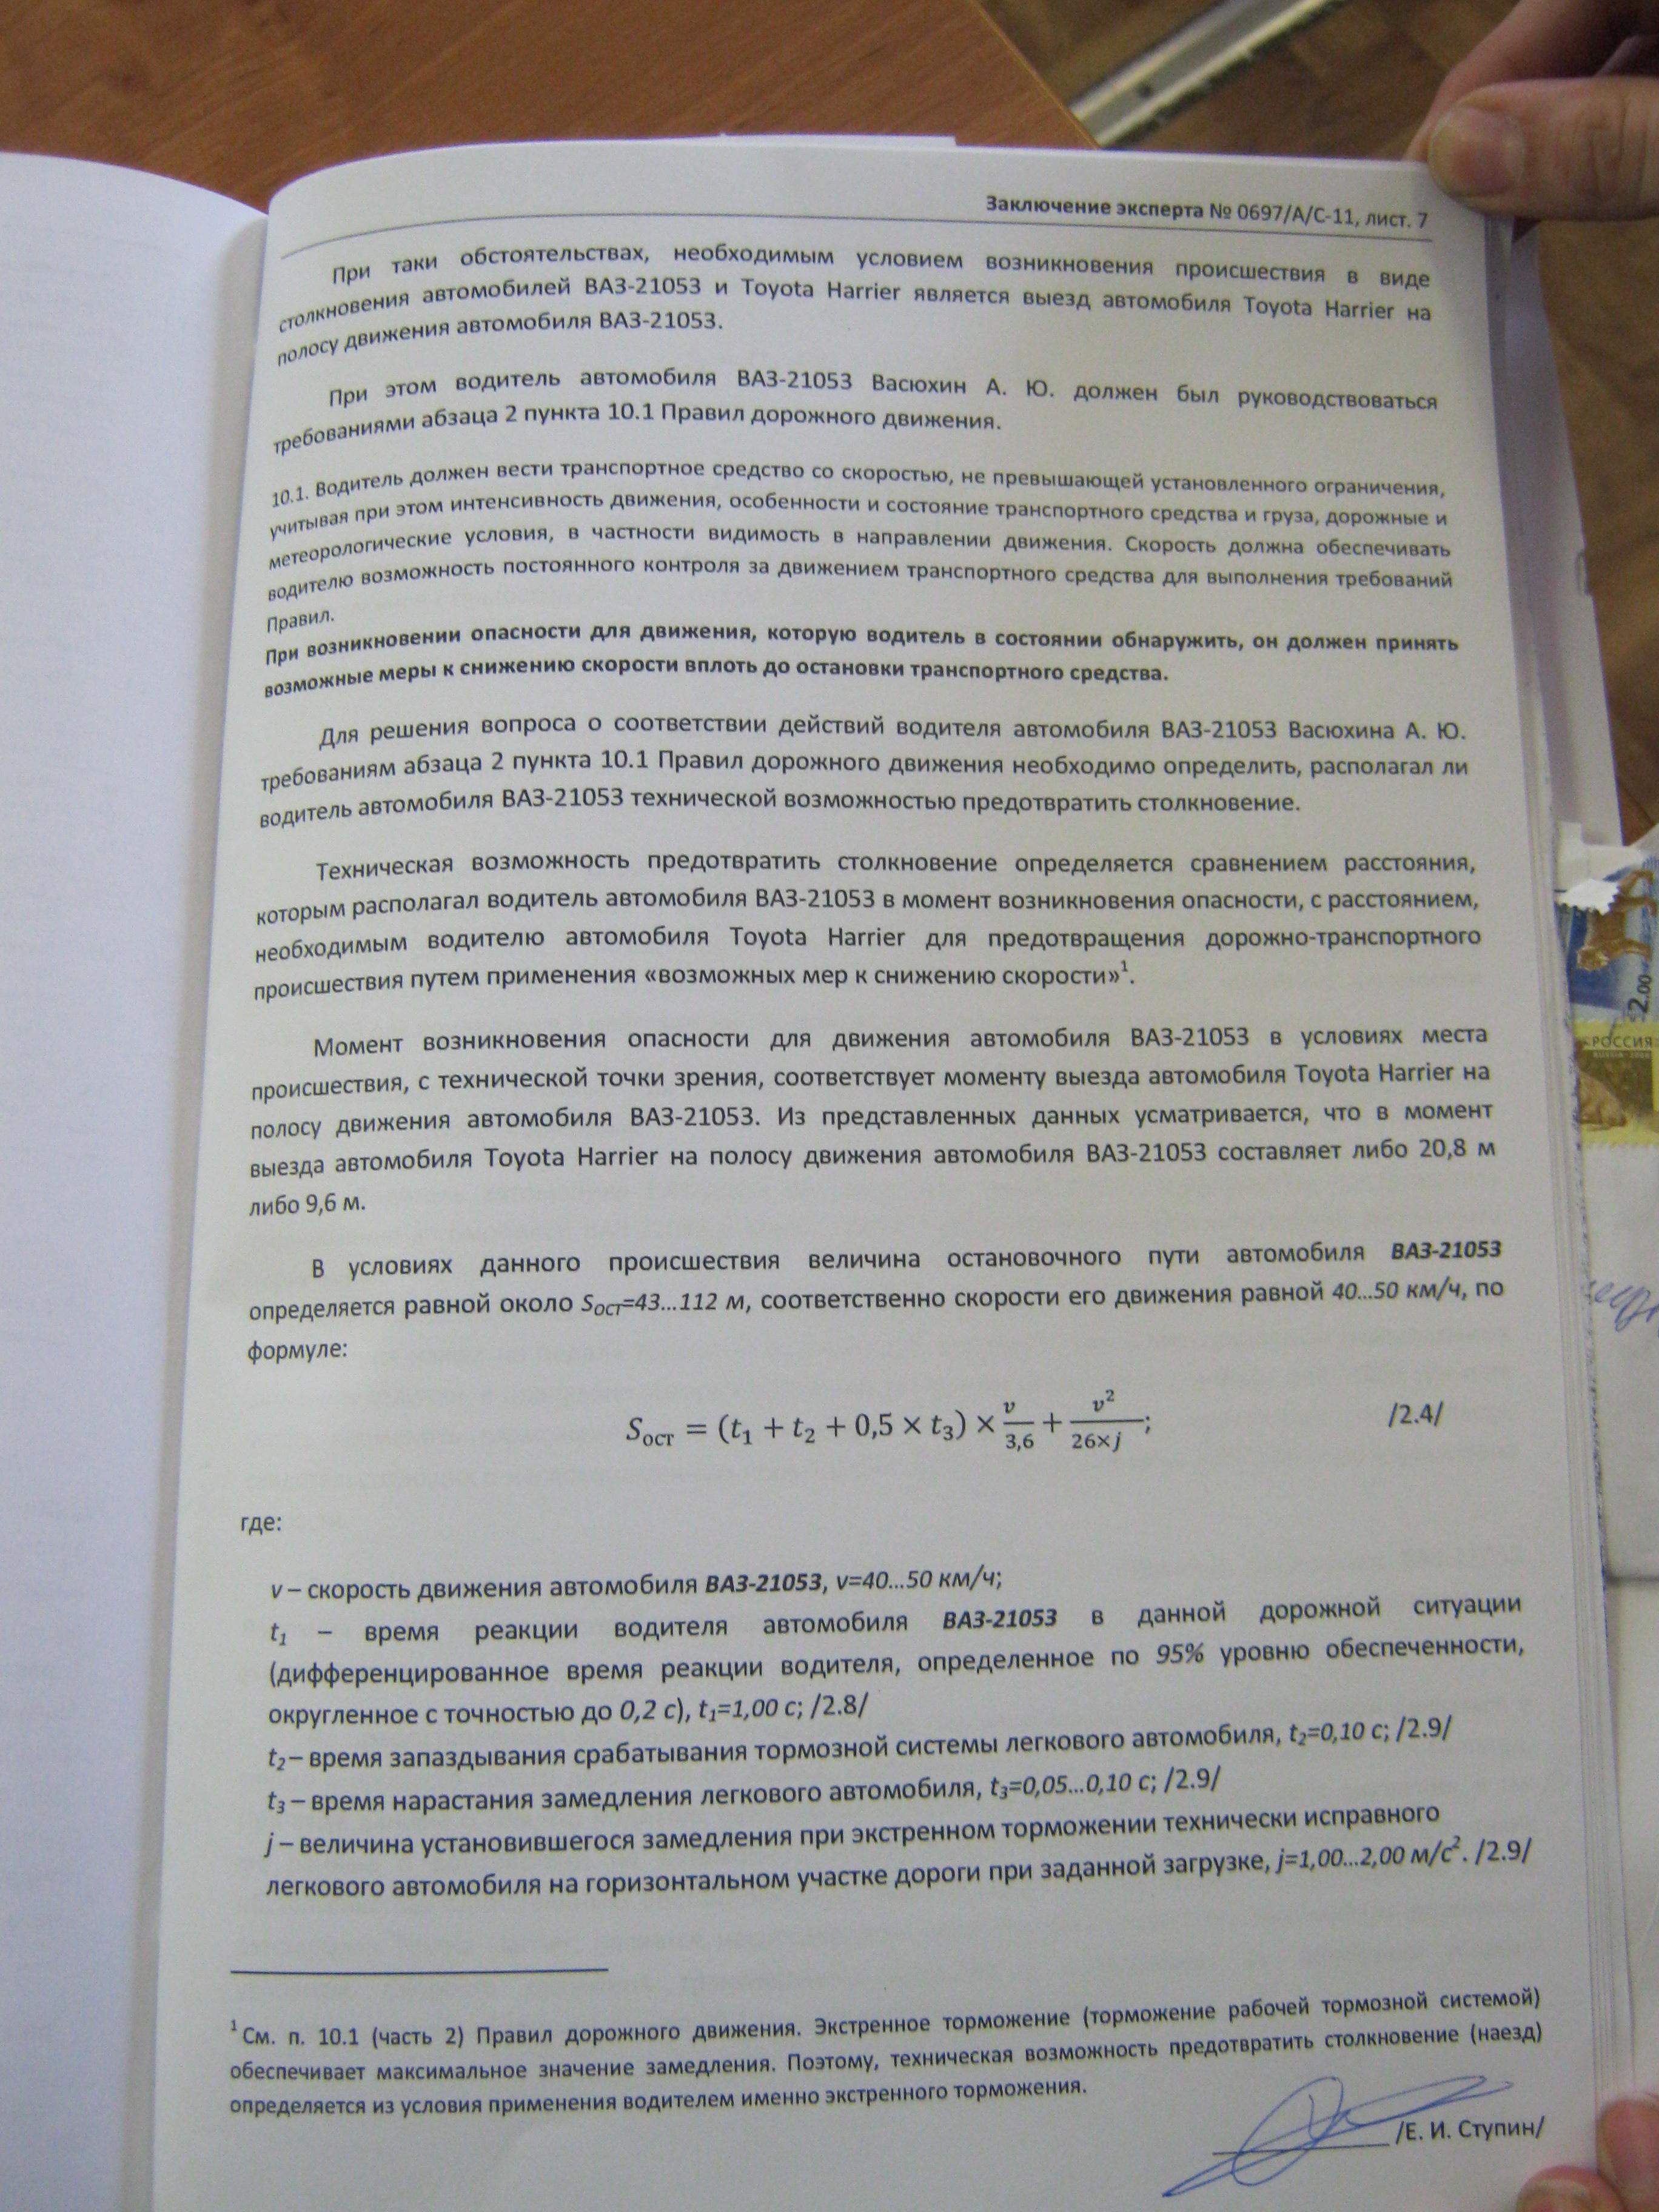 Заключение эксперта № 0697/А/С-11, лист. 7
При таки обстоятельствах, необходимым условием возникновения происшествия в виде
столкновения автомобилей ВАЗ-21053 и Toyota Harrier является выезд автомобиля Toyota Harrier на
полосу движения автомобиля ВАЗ-21053.
При этом водитель автомобиля ВАЗ-21053 Васюхин А. Ю. должен был руководствоваться
требованиями абзаца 2 пункта 10.1 Правил дорожного движения.
10.1. Водитель должен вести транспортное средство со скоростью, не превышающей установленного ограничения,
учитывая при этом интенсивность движения, особенности и состояние транспортного средства и груза, дорожные и
метеорологические условия, в частности видимость в направлении движения. Скорость должна обеспечивать
водителю возможность постоянного контроля за движением транспортного средства для выполнения требований
Правил.
При возникновении опасности для движения, которую водитель в состоянии обнаружить, он должен принять
возможные меры к снижению скорости вплоть до остановки транспортного средства.
Для решения вопроса о соответствии действий водителя автомобиля ВАЗ-21053 Васюхина А. Ю.
требованиям абзаца 2 пункта 10.1 Правил дорожного движения необходимо определить, располагал ли
водитель автомобиля ВАЗ-21053 технической возможностью предотвратить столкновение.
Техническая возможность предотвратить столкновение определяется сравнением расстояния,
которым располагал водитель автомобиля ВАЗ-21053 в момент возникновения опасности, с расстоянием,
необходимым водителю автомобиля Toyota Harrier для предотвращения дорожно-транспортного
происшествия путем применения «возможных мер к снижению скорости»¹.
Момент возникновения опасности для движения автомобиля ВАЗ-21053 в условиях места
происшествия, с технической точки зрения, соответствует моменту выезда автомобиля Toyota Harrier на
полосу движения автомобиля ВАЗ-21053. Из представленных данных усматривается, что в момент
выезда автомобиля Toyota Harrier на полосу движения автомобиля ВАЗ-21053 составляет либо 20,8 м
либо 9,6 м.
В условиях данного происшествия величина остановочного пути автомобиля ВАЗ-21053
определяется равной около Sост=43...112 м, соответственно скорости его движения равной 40...50 км/ч, по
формуле:
Sост = (t₁ + t₂ + 0,5 × t₃) × v/3,6 + v²/26×j; /2.4/
где:
v – скорость движения автомобиля ВАЗ-21053, v=40...50 км/ч;
t₁ – время реакции водителя автомобиля ВАЗ-21053 в данной дорожной ситуации
(дифференцированное время реакции водителя, определенное по 95% уровню обеспеченности,
округленное с точностью до 0,2 с), t₁=1,00 с; /2.8/
t₂ – время запаздывания срабатывания тормозной системы легкового автомобиля, t₂=0,10 с; /2.9/
t₃ – время нарастания замедления легкового автомобиля, t₃=0,05...0,10 с; /2.9/
j – величина установившегося замедления при экстренном торможении технически исправного
легкового автомобиля на горизонтальном участке дороги при заданной загрузке, j=1,00...2,00 м/с². /2.9/
¹ См. п. 10.1 (часть 2) Правил дорожного движения. Экстренное торможение (торможение рабочей тормозной системой)
обеспечивает максимальное значение замедления. Поэтому, техническая возможность предотвратить столкновение (наезд)
определяется из условия применения водителем именно экстренного торможения.
/Е. И. Ступин/
2.00
РОССИЯ